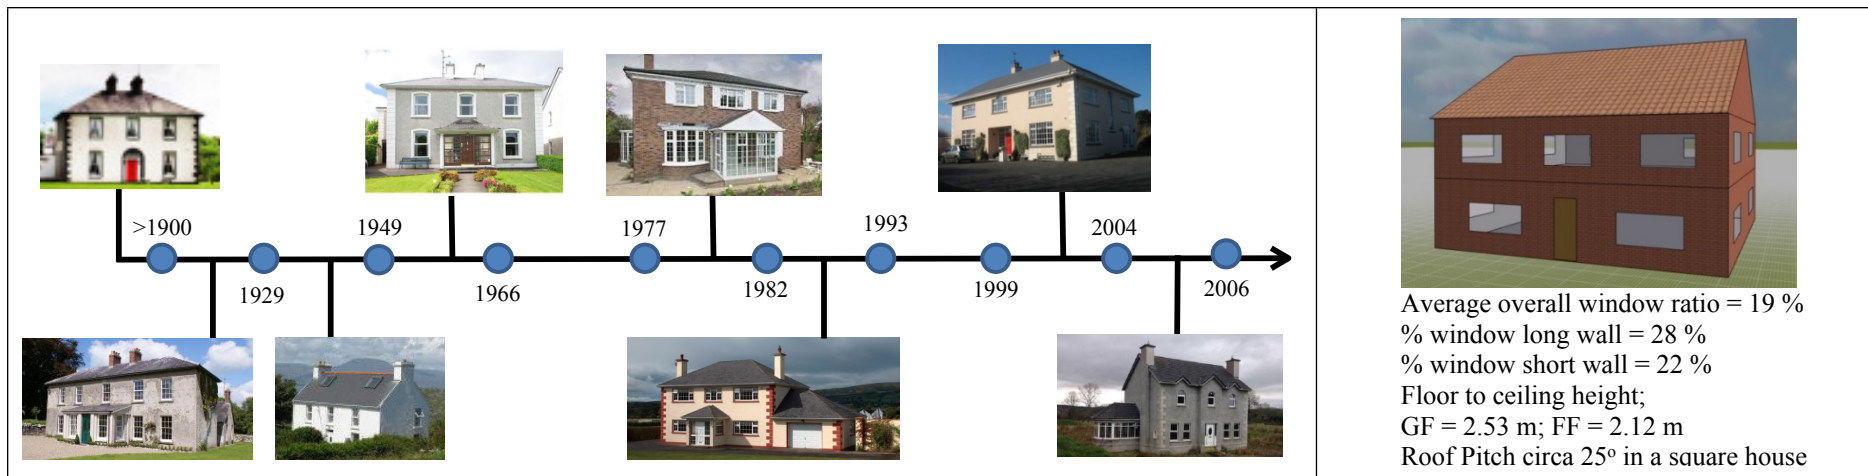 >1900
1929
1949
1966
1977
1982
1993
1999
2004
2006
Average overall window ratio = 19 %
% window long wall = 28 %
% window short wall = 22 %
Floor to ceiling height;
GF = 2.53 m; FF = 2.12 m
Roof Pitch circa 25° in a square house